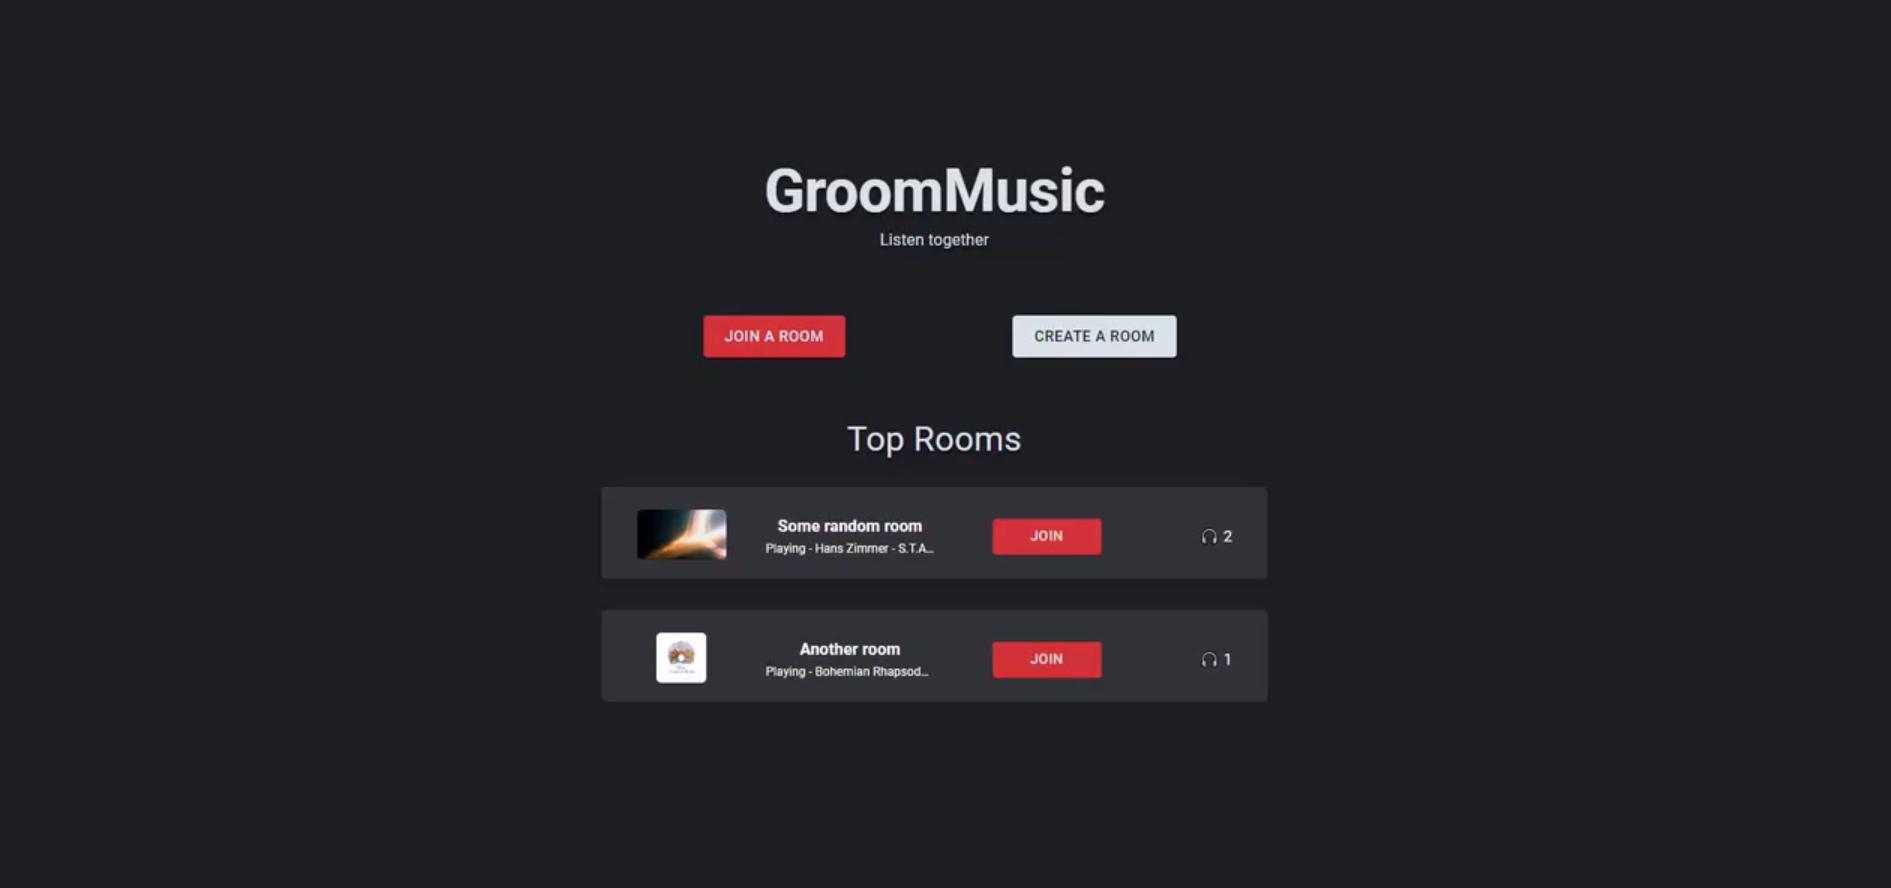 GroomMusic
Listen together
JOIN A ROOM
CREATE A ROOM
Top Rooms
Some random room
Playing - Hans Zimmer - S.T.A...
JOIN
2
Another room
Playing - Bohemian Rhapsod...
JOIN
1